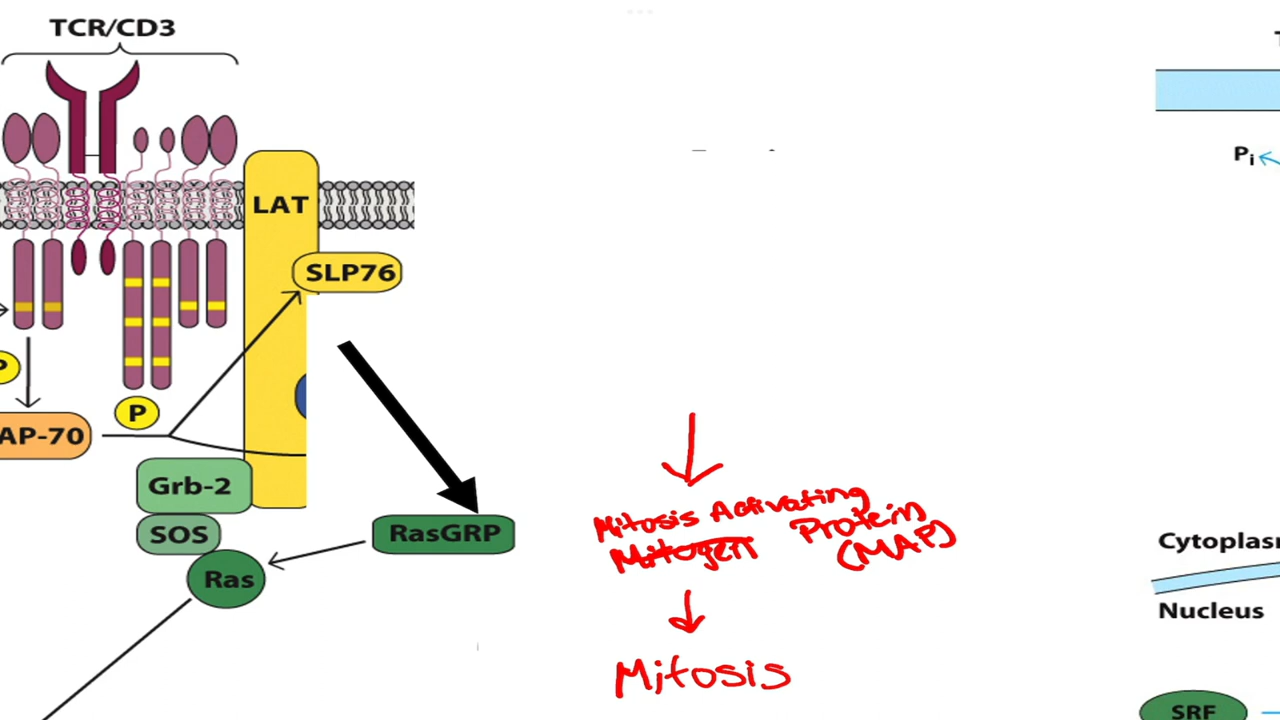 TCR/CD3
LAT
SLP76
P
P
AP-70
Grb-2
SOS
Ras
RasGRP
Mitosis Activating
Mitogen Protein
(MAP)
Mitosis
T
Pi
Cytoplasm
Nucleus
SRF